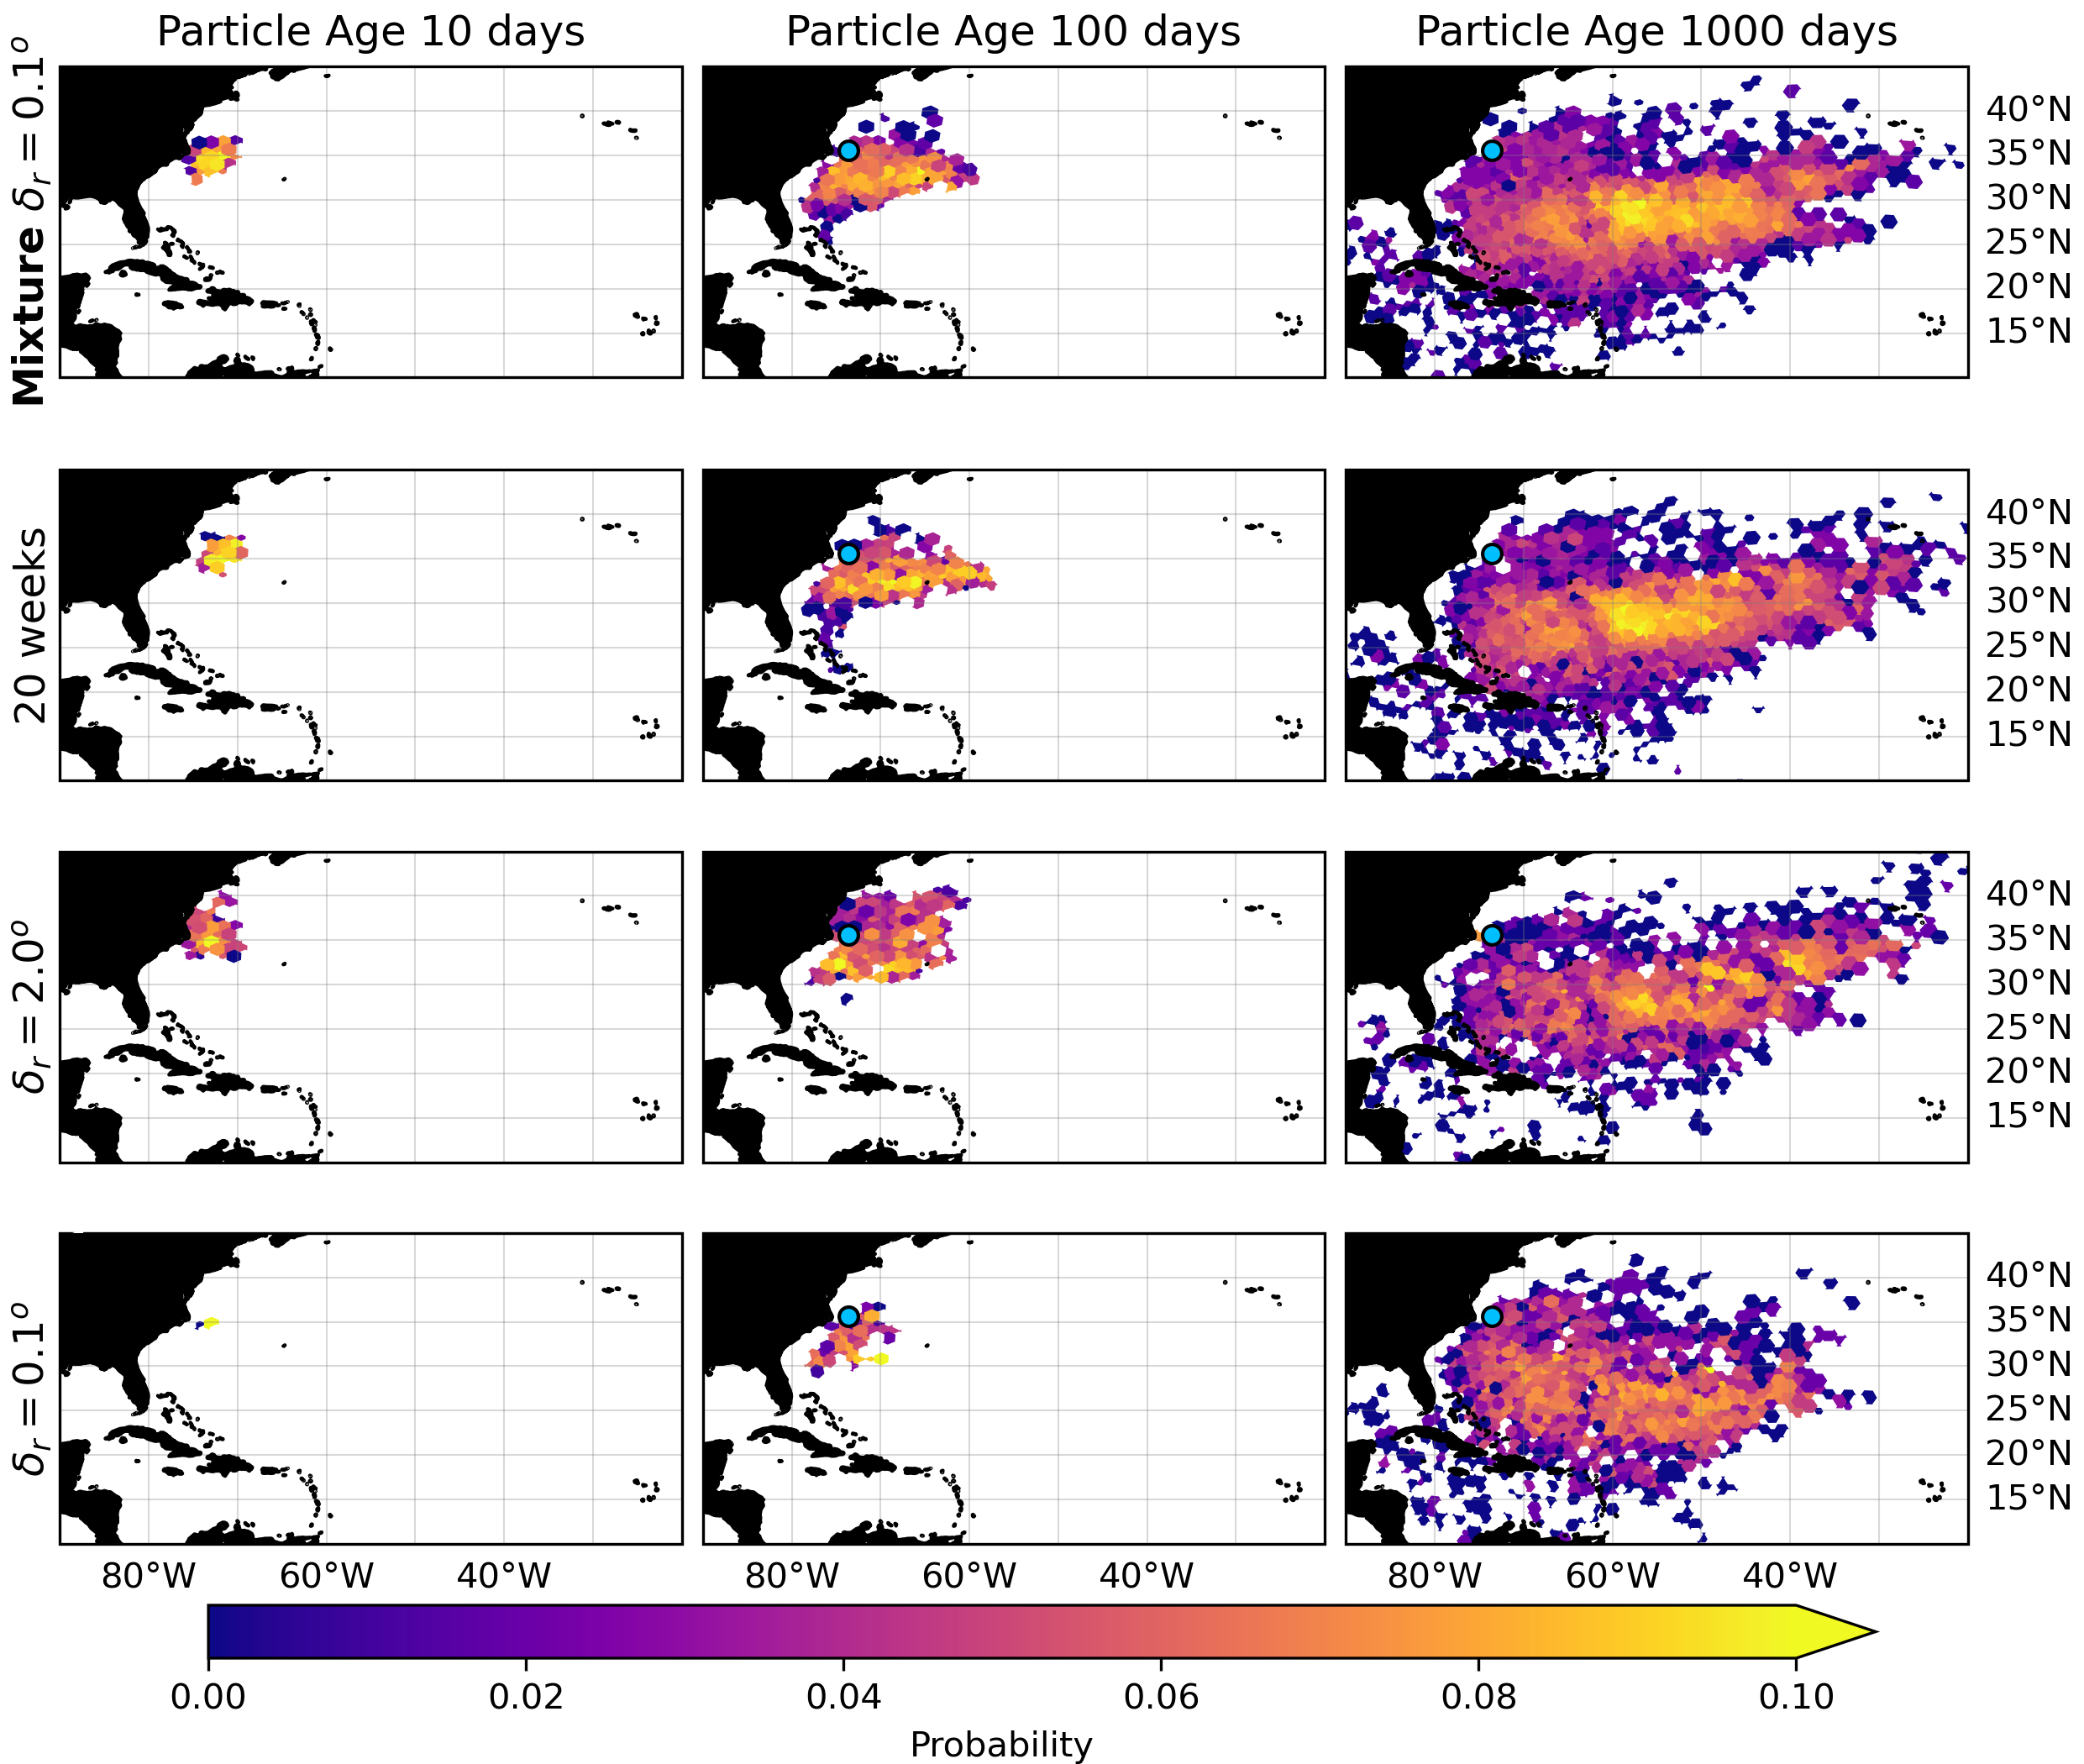 Particle Age 10 days Particle Age 100 days Particle Age 1000 days
Mixture δr = 0.1°
40°N
35°N
30°N
25°N
20°N
15°N
20 weeks
40°N
35°N
30°N
25°N
20°N
15°N
δr = 2.0°
40°N
35°N
30°N
25°N
20°N
15°N
δr = 0.1°
40°N
35°N
30°N
25°N
20°N
15°N
80°W 60°W 40°W 80°W 60°W 40°W 80°W 60°W 40°W
0.00 0.02 0.04 0.06 0.08 0.10
Probability